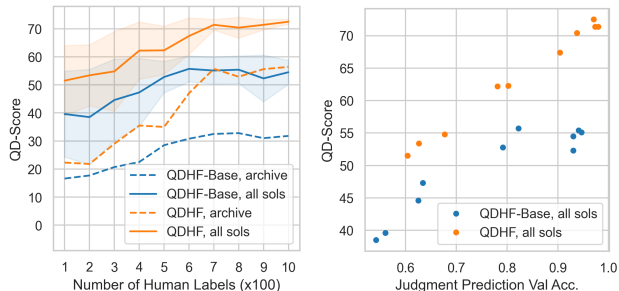 QD-Score
70
60
50
40
30
20
10
0
QDHF-Base, archive
QDHF-Base, all sols
QDHF, archive
QDHF, all sols
1 2 3 4 5 6 7 8 9 10
Number of Human Labels (x100)
QD-Score
70
65
60
55
50
45
40
QDHF-Base, all sols
QDHF, all sols
0.6 0.7 0.8 0.9 1.0
Judgment Prediction Val Acc.